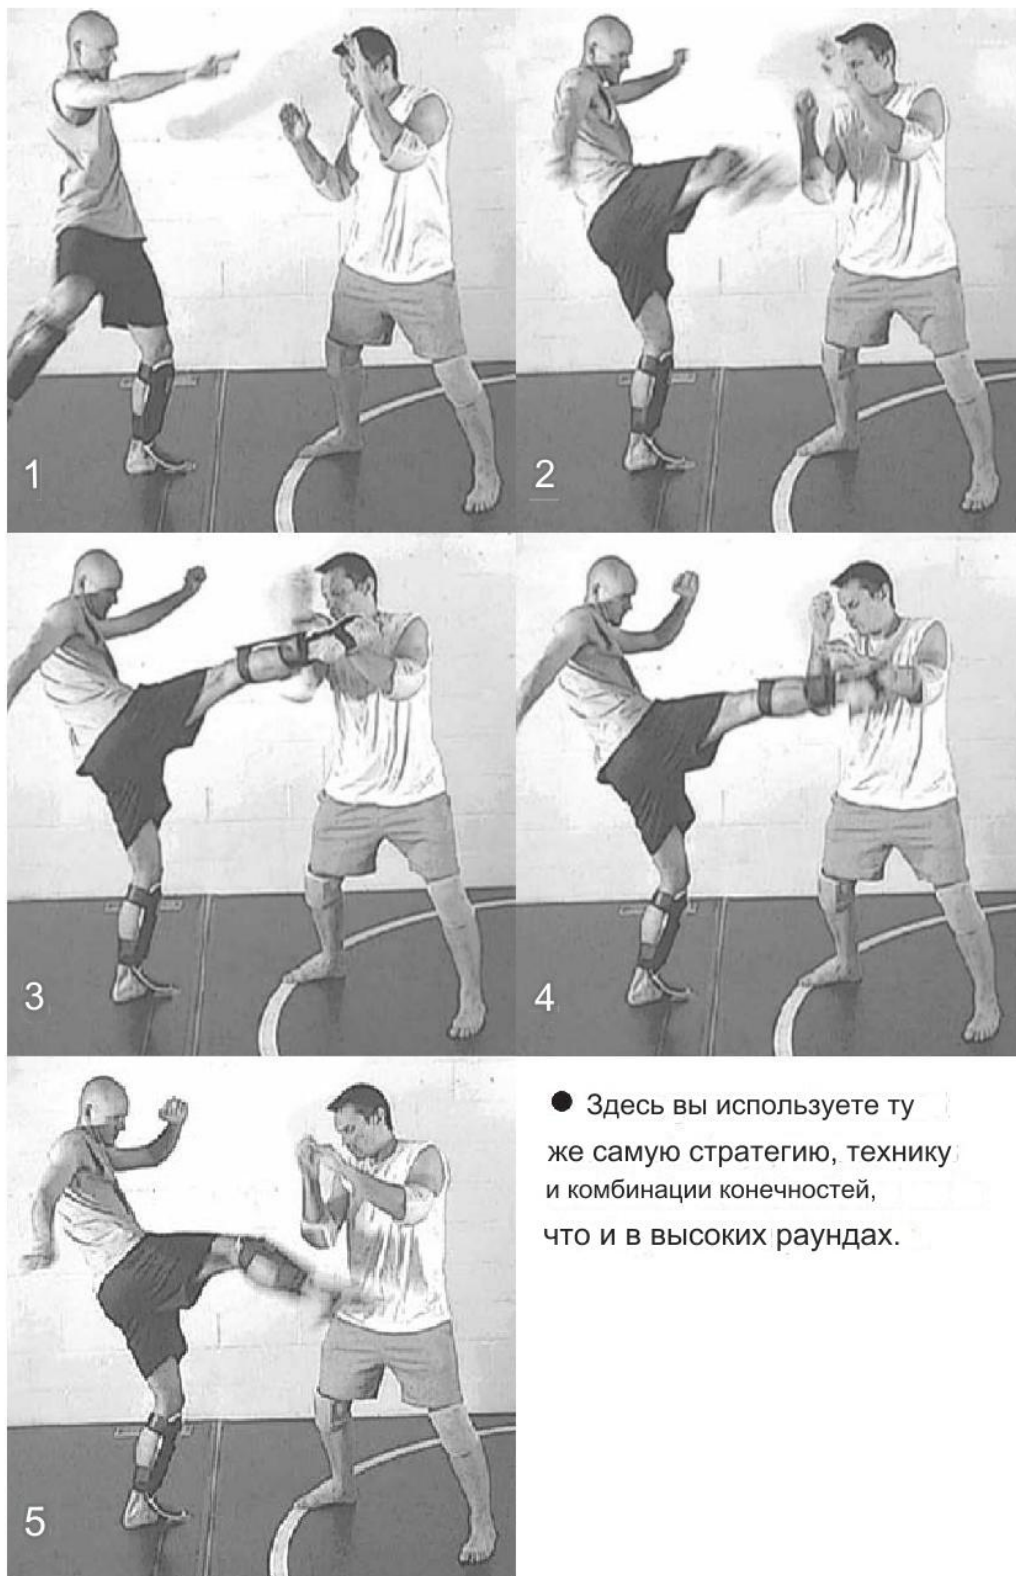 1
2
3
4
5
● Здесь вы используете ту
же самую стратегию, технику
и комбинации конечностей,
что и в высоких раундах.